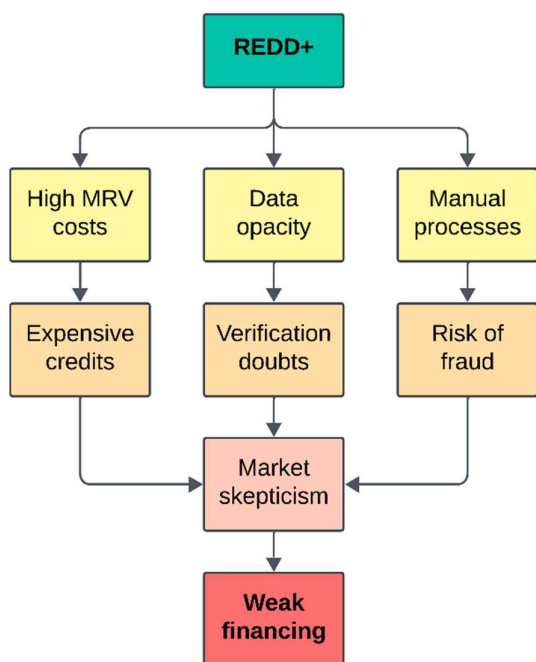 REDD+
High MRV
costs
Data
opacity
Manual
processes
Expensive
credits
Verification
doubts
Risk of
fraud
Market
skepticism
Weak
financing